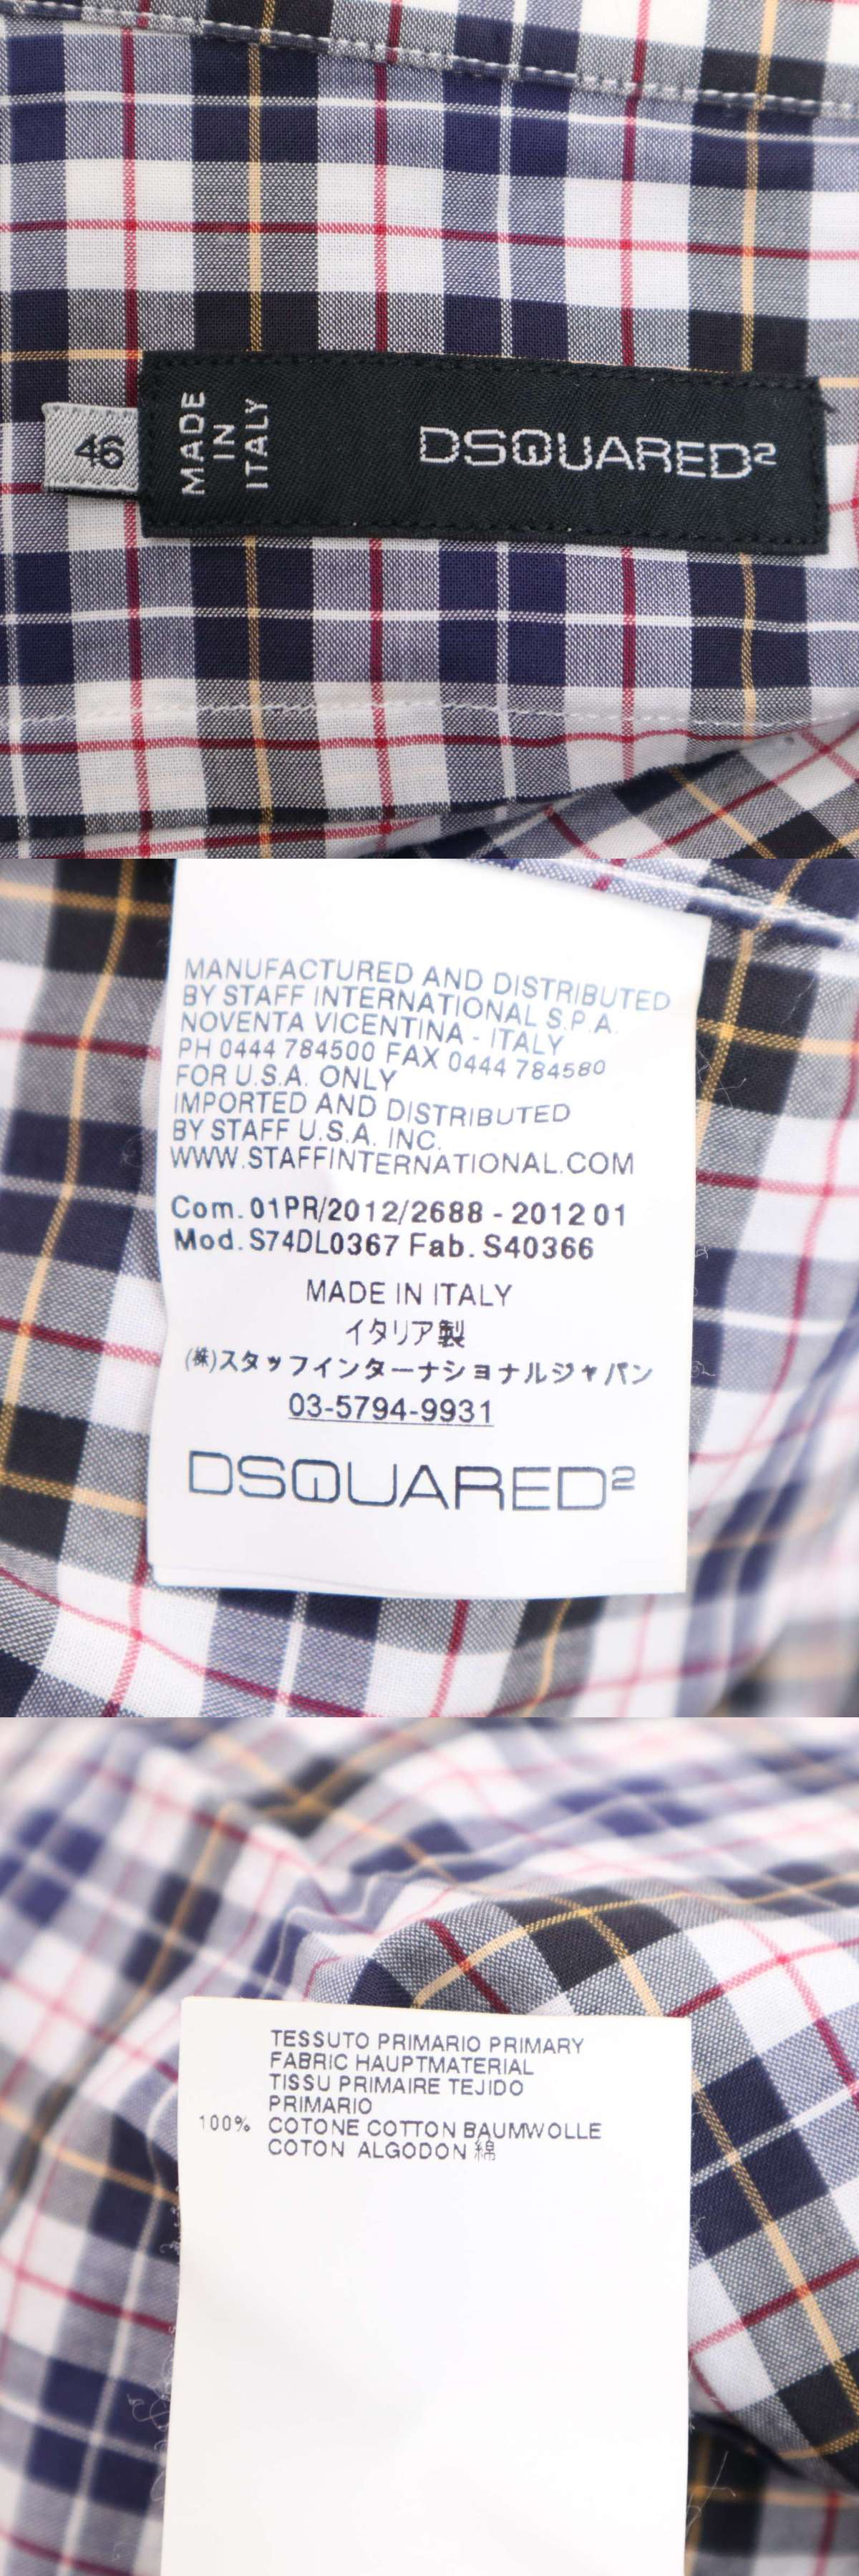 46
MADE
IN
ITALY
DSQUARED2
MANUFACTURED AND DISTRIBUTED
BY STAFF INTERNATIONAL S.P.A.
NOVENTA VICENTINA - ITALY
PH 0444 784500 FAX 0444 784580
FOR U.S.A. ONLY
IMPORTED AND DISTRIBUTED
BY STAFF U.S.A. INC.
WWW.STAFFINTERNATIONAL.COM
Com. 01PR/2012/2688 - 2012 01
Mod. S74DL0367 Fab. S40366
MADE IN ITALY
イタリア製
(株)スタッフインターナショナルジャパン
03-5794-9931
DSQUARED2
TESSUTO PRIMARIO PRIMARY
FABRIC HAUPTMATERIAL
TISSU PRIMAIRE TEJIDO
PRIMARIO
100% COTONE COTTON BAUMWOLLE
COTON ALGODON 綿